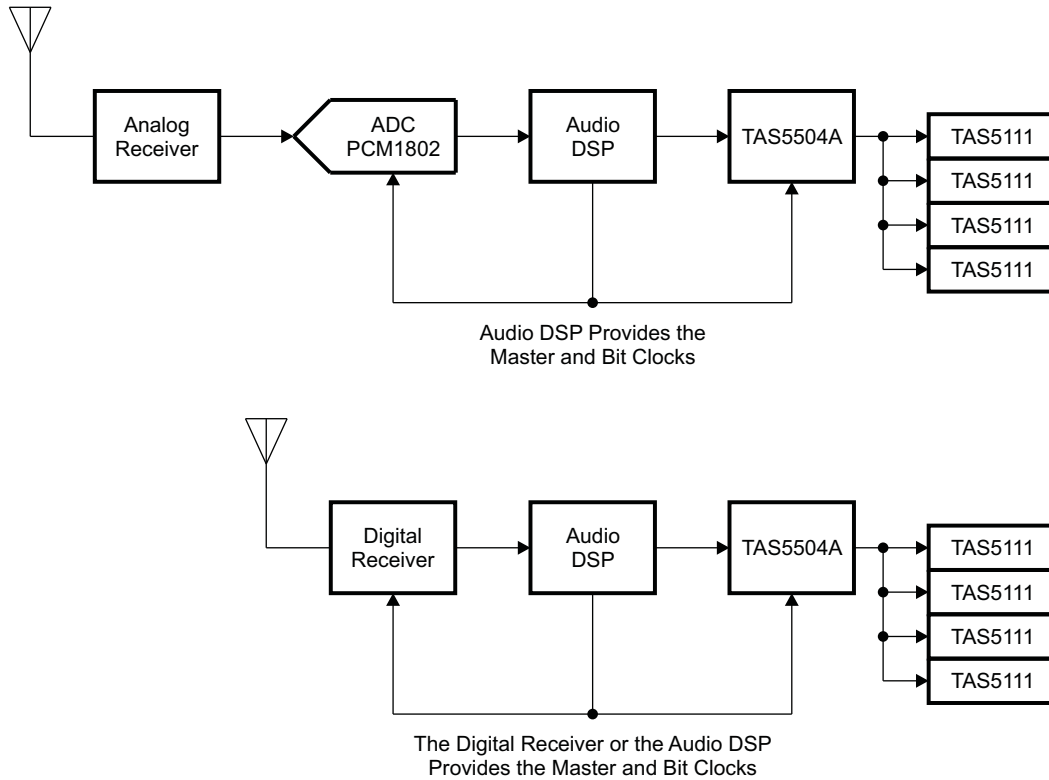 Analog
Receiver
ADC
PCM1802
Audio
DSP
TAS5504A
TAS5111
TAS5111
TAS5111
TAS5111
Audio DSP Provides the
Master and Bit Clocks
Digital
Receiver
Audio
DSP
TAS5504A
TAS5111
TAS5111
TAS5111
TAS5111
The Digital Receiver or the Audio DSP
Provides the Master and Bit Clocks